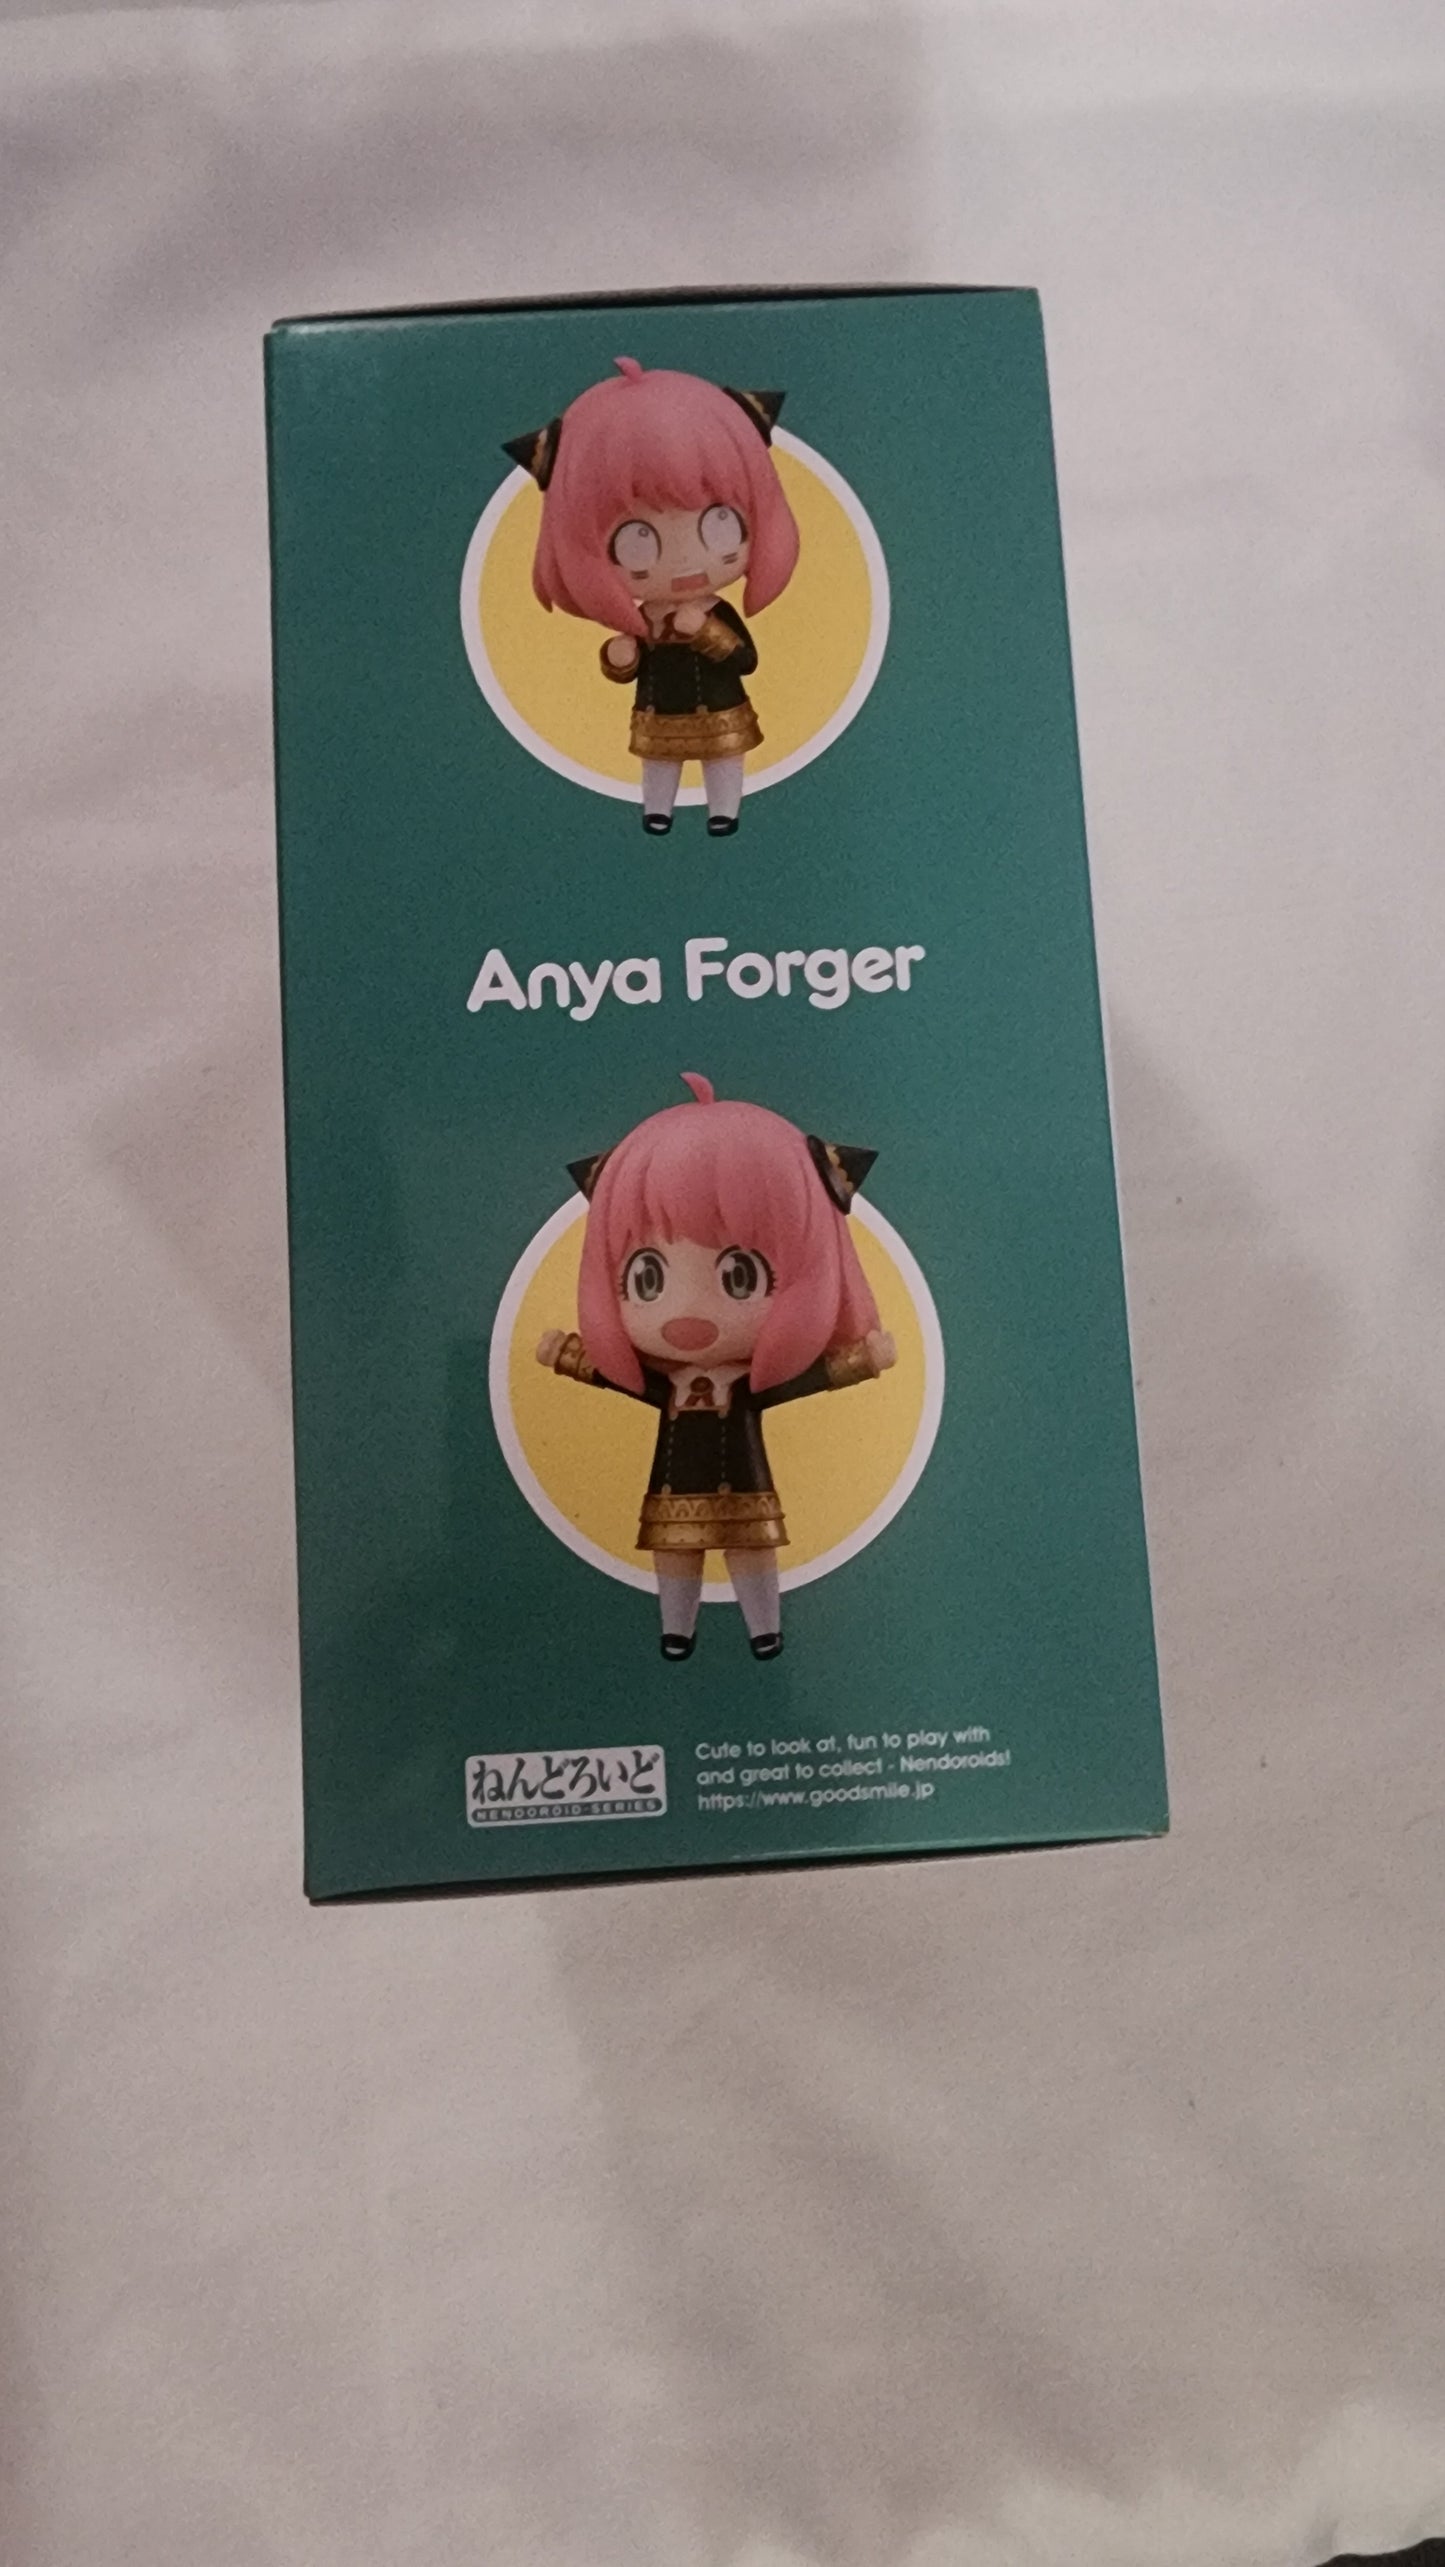 Anya Forger
ねんどろいど
NENDOROID-SERIES
Cute to look at, fun to play with
and great to collect - Nendoroids!
https://www.goodsmile.jp